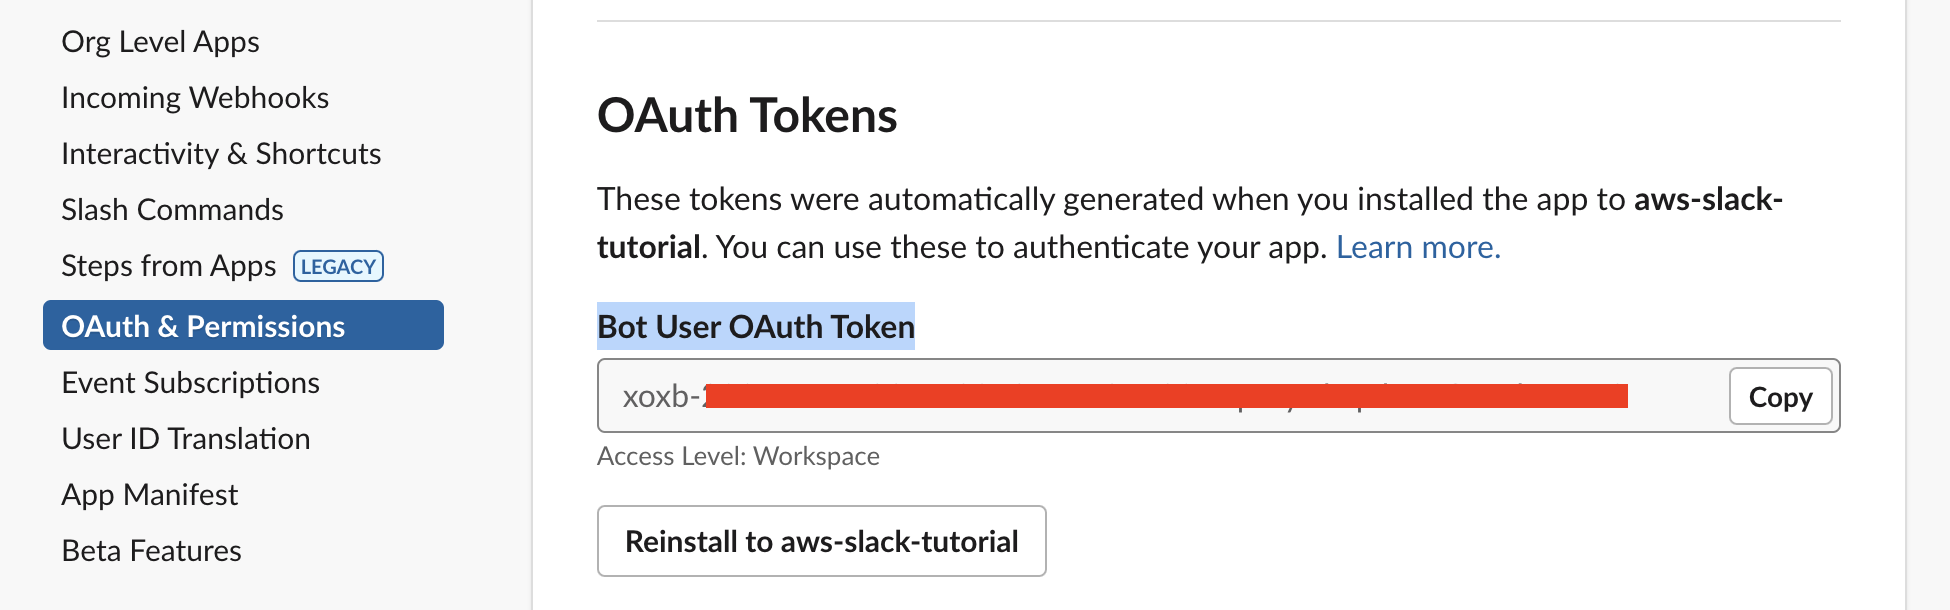 Org Level Apps
Incoming Webhooks
Interactivity & Shortcuts
Slash Commands
Steps from Apps LEGACY
OAuth & Permissions
Event Subscriptions
User ID Translation
App Manifest
Beta Features
OAuth Tokens
These tokens were automatically generated when you installed the app to aws-slack-
tutorial. You can use these to authenticate your app. Learn more.
Bot User OAuth Token
xoxb-
Copy
Access Level: Workspace
Reinstall to aws-slack-tutorial